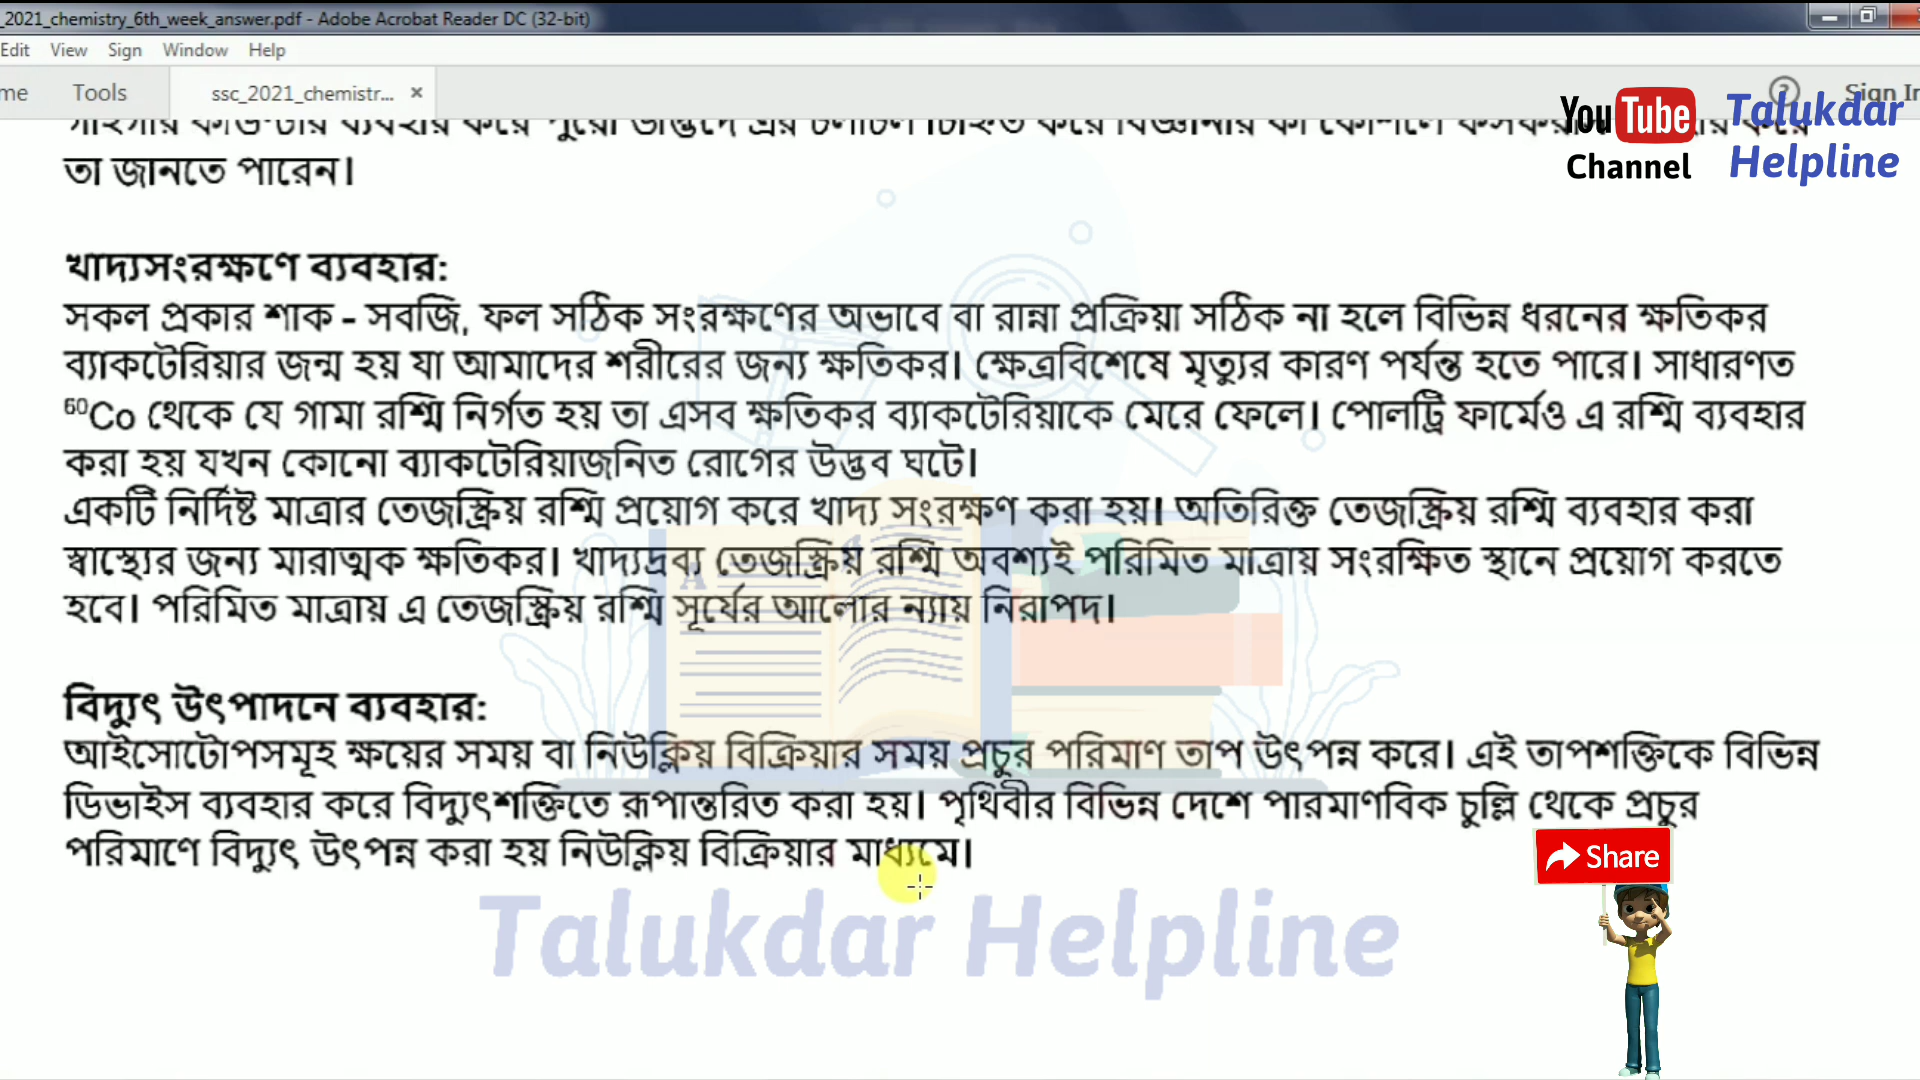 _2021_chemistry_6th_week_answer.pdf - Adobe Acrobat Reader DC (32-bit)
Edit View Sign Window Help
me Tools ssc_2021_chemistr... × Sign In
YouTube Channel Talukdar Helpline
তা জানতে পারেন।
খাদ্যসংরক্ষণে ব্যবহার:
সকল প্রকার শাক - সবজি, ফল সঠিক সংরক্ষণের অভাবে বা রান্না প্রক্রিয়া সঠিক না হলে বিভিন্ন ধরনের ক্ষতিকর
ব্যাকটেরিয়ার জন্ম হয় যা আমাদের শরীরের জন্য ক্ষতিকর। ক্ষেত্রবিশেষে মৃত্যুর কারণ পর্যন্ত হতে পারে। সাধারণত
⁶⁰Co থেকে যে গামা রশ্মি নির্গত হয় তা এসব ক্ষতিকর ব্যাকটেরিয়াকে মেরে ফেলে। পোলট্রি ফার্মেও এ রশ্মি ব্যবহার
করা হয় যখন কোনো ব্যাকটেরিয়াজনিত রোগের উদ্ভব ঘটে।
একটি নির্দিষ্ট মাত্রার তেজস্ক্রিয় রশ্মি প্রয়োগ করে খাদ্য সংরক্ষণ করা হয়। অতিরিক্ত তেজস্ক্রিয় রশ্মি ব্যবহার করা
স্বাস্থ্যের জন্য মারাত্মক ক্ষতিকর। খাদ্যদ্রব্য তেজস্ক্রিয় রশ্মি অবশ্যই পরিমিত মাত্রায় সংরক্ষিত স্থানে প্রয়োগ করতে
হবে। পরিমিত মাত্রায় এ তেজস্ক্রিয় রশ্মি সূর্যের আলোর ন্যায় নিরাপদ।
বিদ্যুৎ উৎপাদনে ব্যবহার:
আইসোটোপসমূহ ক্ষয়ের সময় বা নিউক্লিয় বিক্রিয়ার সময় প্রচুর পরিমাণ তাপ উৎপন্ন করে। এই তাপশক্তিকে বিভিন্ন
ডিভাইস ব্যবহার করে বিদ্যুৎশক্তিতে রূপান্তরিত করা হয়। পৃথিবীর বিভিন্ন দেশে পারমাণবিক চুল্লি থেকে প্রচুর
পরিমাণে বিদ্যুৎ উৎপন্ন করা হয় নিউক্লিয় বিক্রিয়ার মাধ্যমে।
Share
Talukdar Helpline